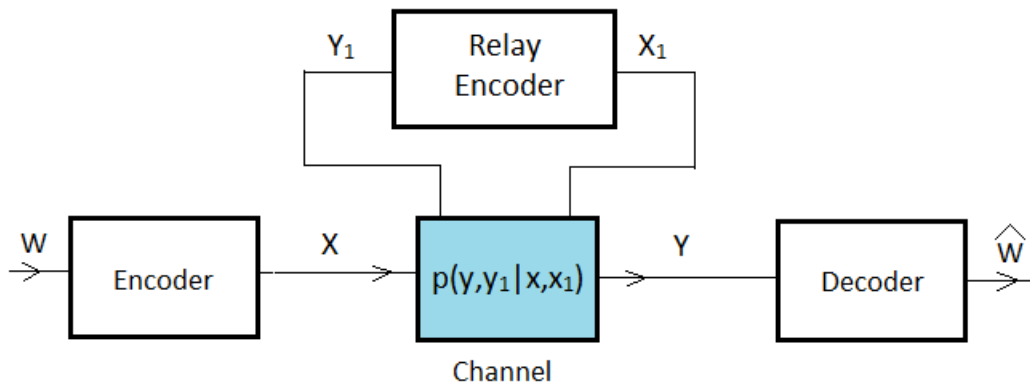 Y₁
Relay
Encoder
X₁
W
Encoder
X
p(y,y₁|x,x₁)
Y
Decoder
Ŵ
Channel